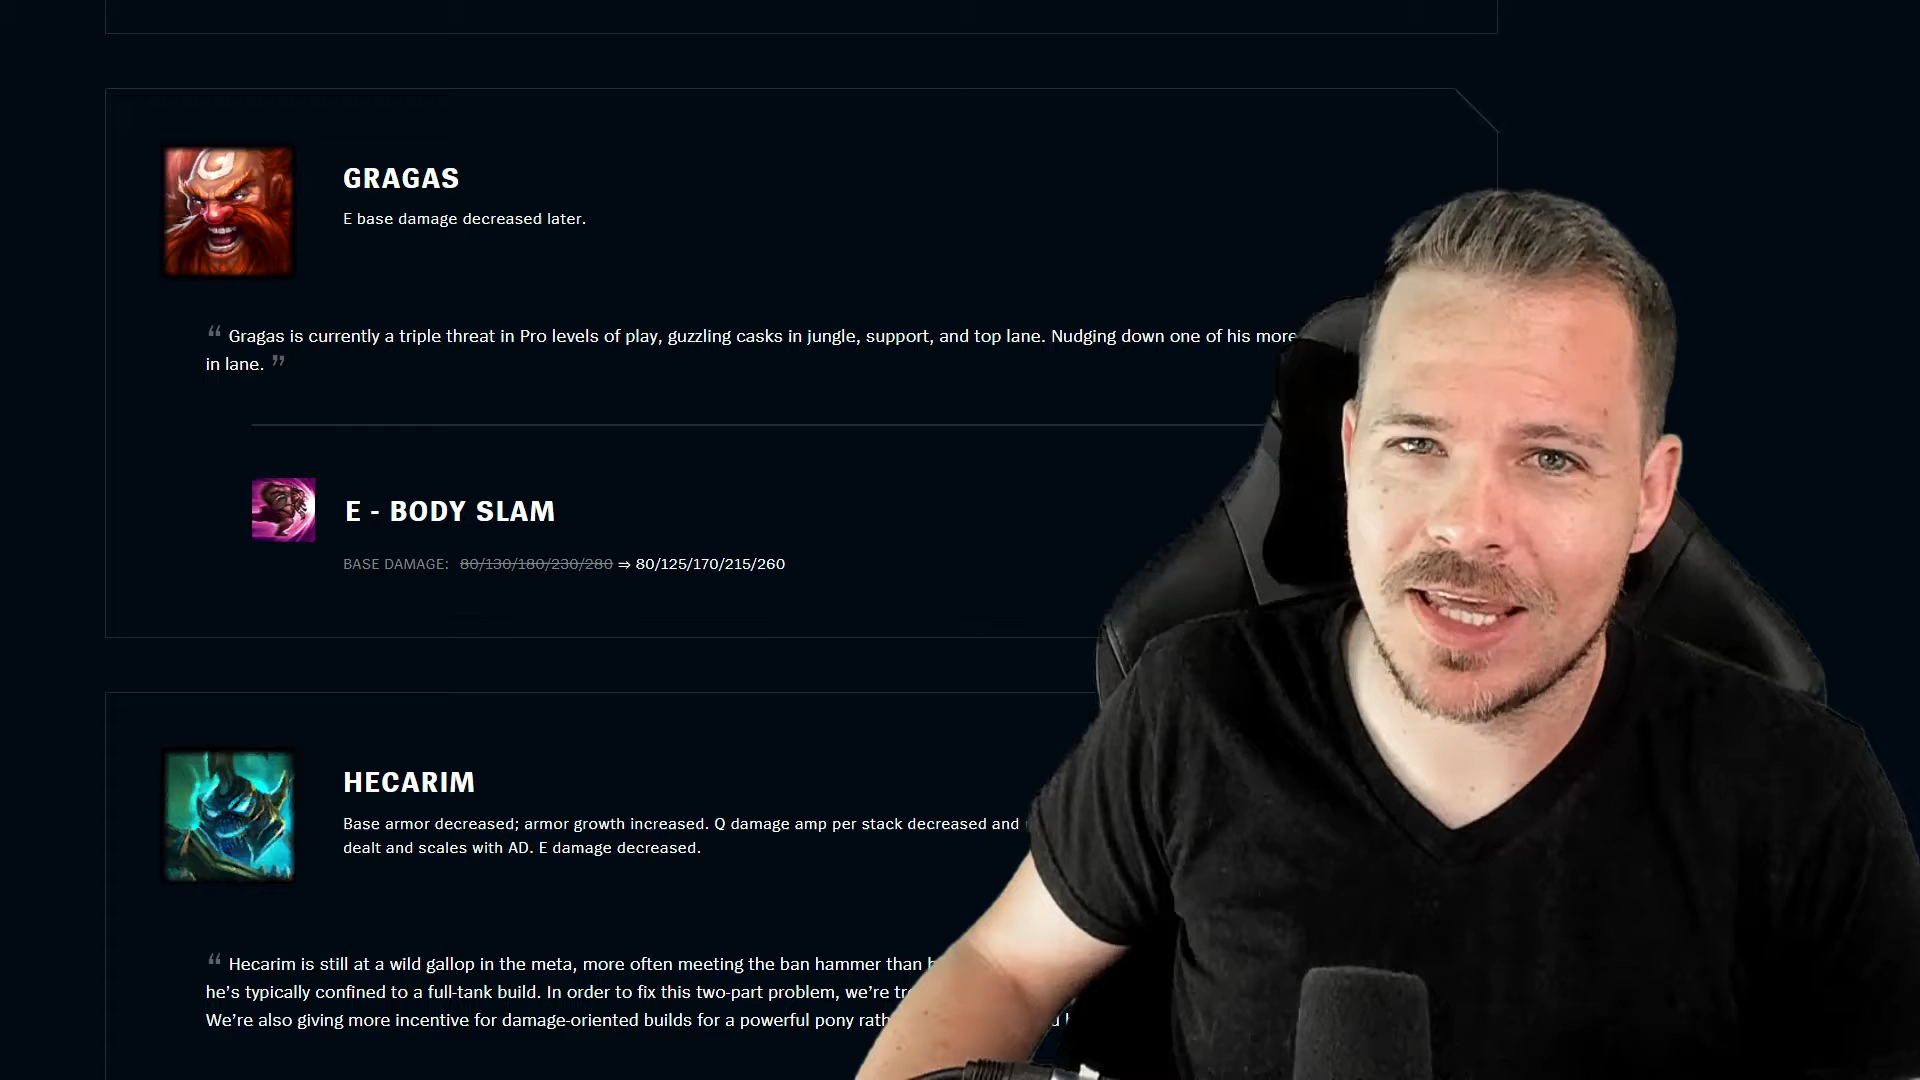 GRAGAS
E base damage decreased later.
“ Gragas is currently a triple threat in Pro levels of play, guzzling casks in jungle, support, and top lane. Nudging down one of his more
in lane. ”
E - BODY SLAM
BASE DAMAGE: 80/130/180/230/280 ⇒ 80/125/170/215/260
HECARIM
Base armor decreased; armor growth increased. Q damage amp per stack decreased and
dealt and scales with AD. E damage decreased.
“ Hecarim is still at a wild gallop in the meta, more often meeting the ban hammer than
he’s typically confined to a full-tank build. In order to fix this two-part problem, we’re
We’re also giving more incentive for damage-oriented builds for a powerful pony